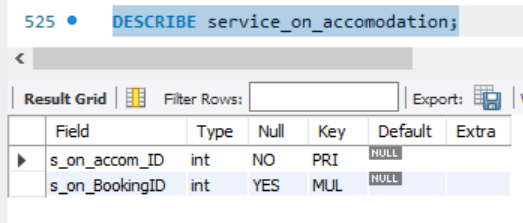 525 DESCRIBE service_on_accomodation;
Result Grid Filter Rows: Export:
Field Type Null Key Default Extra
s_on_accom_ID int NO PRI NULL
s_on_BookingID int YES MUL NULL